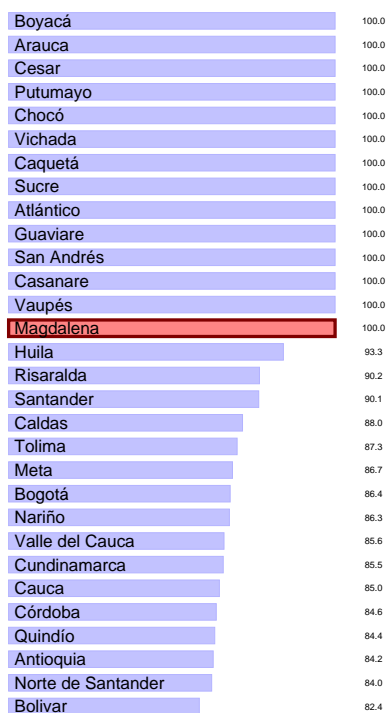 Boyacá 100.0
Arauca 100.0
Cesar 100.0
Putumayo 100.0
Chocó 100.0
Vichada 100.0
Caquetá 100.0
Sucre 100.0
Atlántico 100.0
Guaviare 100.0
San Andrés 100.0
Casanare 100.0
Vaupés 100.0
Magdalena 100.0
Huila 93.3
Risaralda 90.2
Santander 90.1
Caldas 88.0
Tolima 87.3
Meta 86.7
Bogotá 86.4
Nariño 86.3
Valle del Cauca 85.6
Cundinamarca 85.5
Cauca 85.0
Córdoba 84.6
Quindío 84.4
Antioquia 84.2
Norte de Santander 84.0
Bolivar 82.4